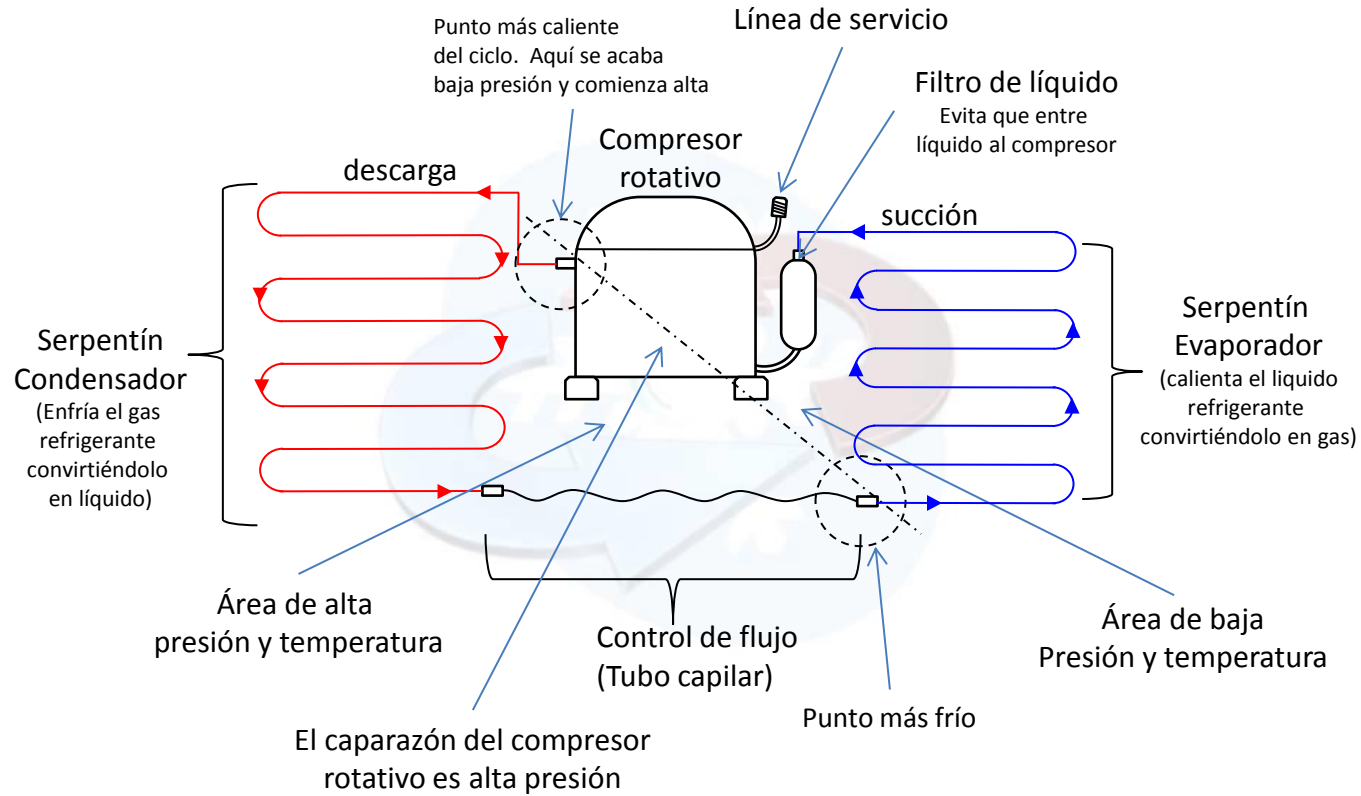 Línea de servicio
Punto más caliente
del ciclo.  Aquí se acaba
baja presión y comienza alta
Filtro de líquido
Evita que entre
líquido al compresor
Compresor
rotativo
descarga
succión
Serpentín
Condensador
(Enfría el gas
refrigerante
convirtiéndolo
en líquido)
Serpentín
Evaporador
(calienta el liquido
refrigerante
convirtiéndolo en gas)
Área de alta
presión y temperatura
Control de flujo
(Tubo capilar)
Área de baja
Presión y temperatura
Punto más frío
El caparazón del compresor
rotativo es alta presión